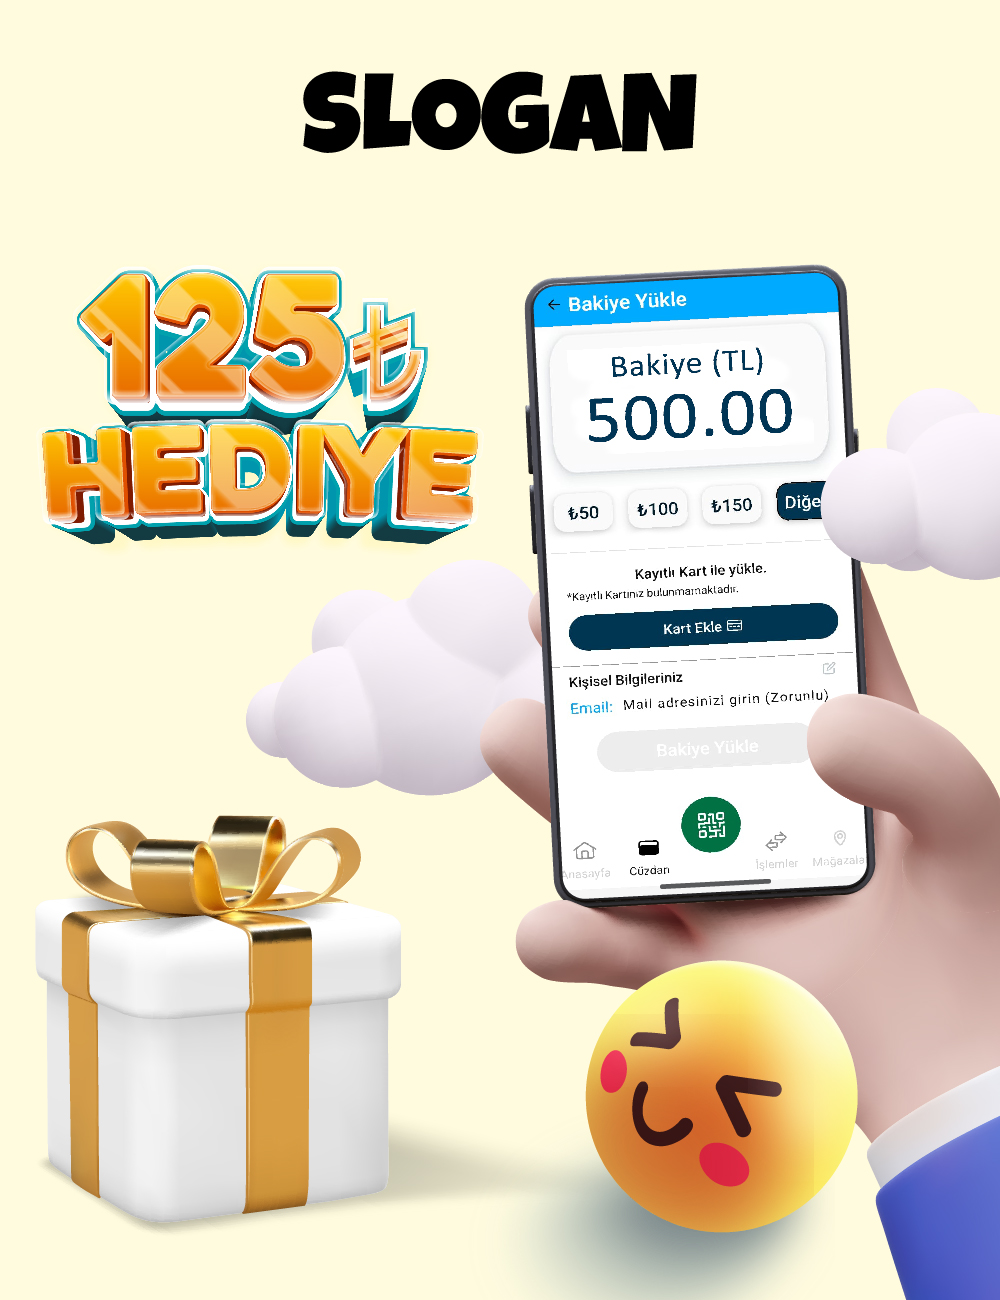 SLOGAN
125₺
HEDIYE
← Bakiye Yükle
Bakiye (TL)
500.00
₺50 ₺100 ₺150 Diğe
Kayıtlı Kart ile yükle.
*Kayıtlı Kartınız bulunmamaktadır.
Kart Ekle
Kişisel Bilgileriniz
Email: Mail adresinizi girin (Zorunlu)
Bakiye Yükle
Anasayfa Cüzdan İşlemler Mağazala